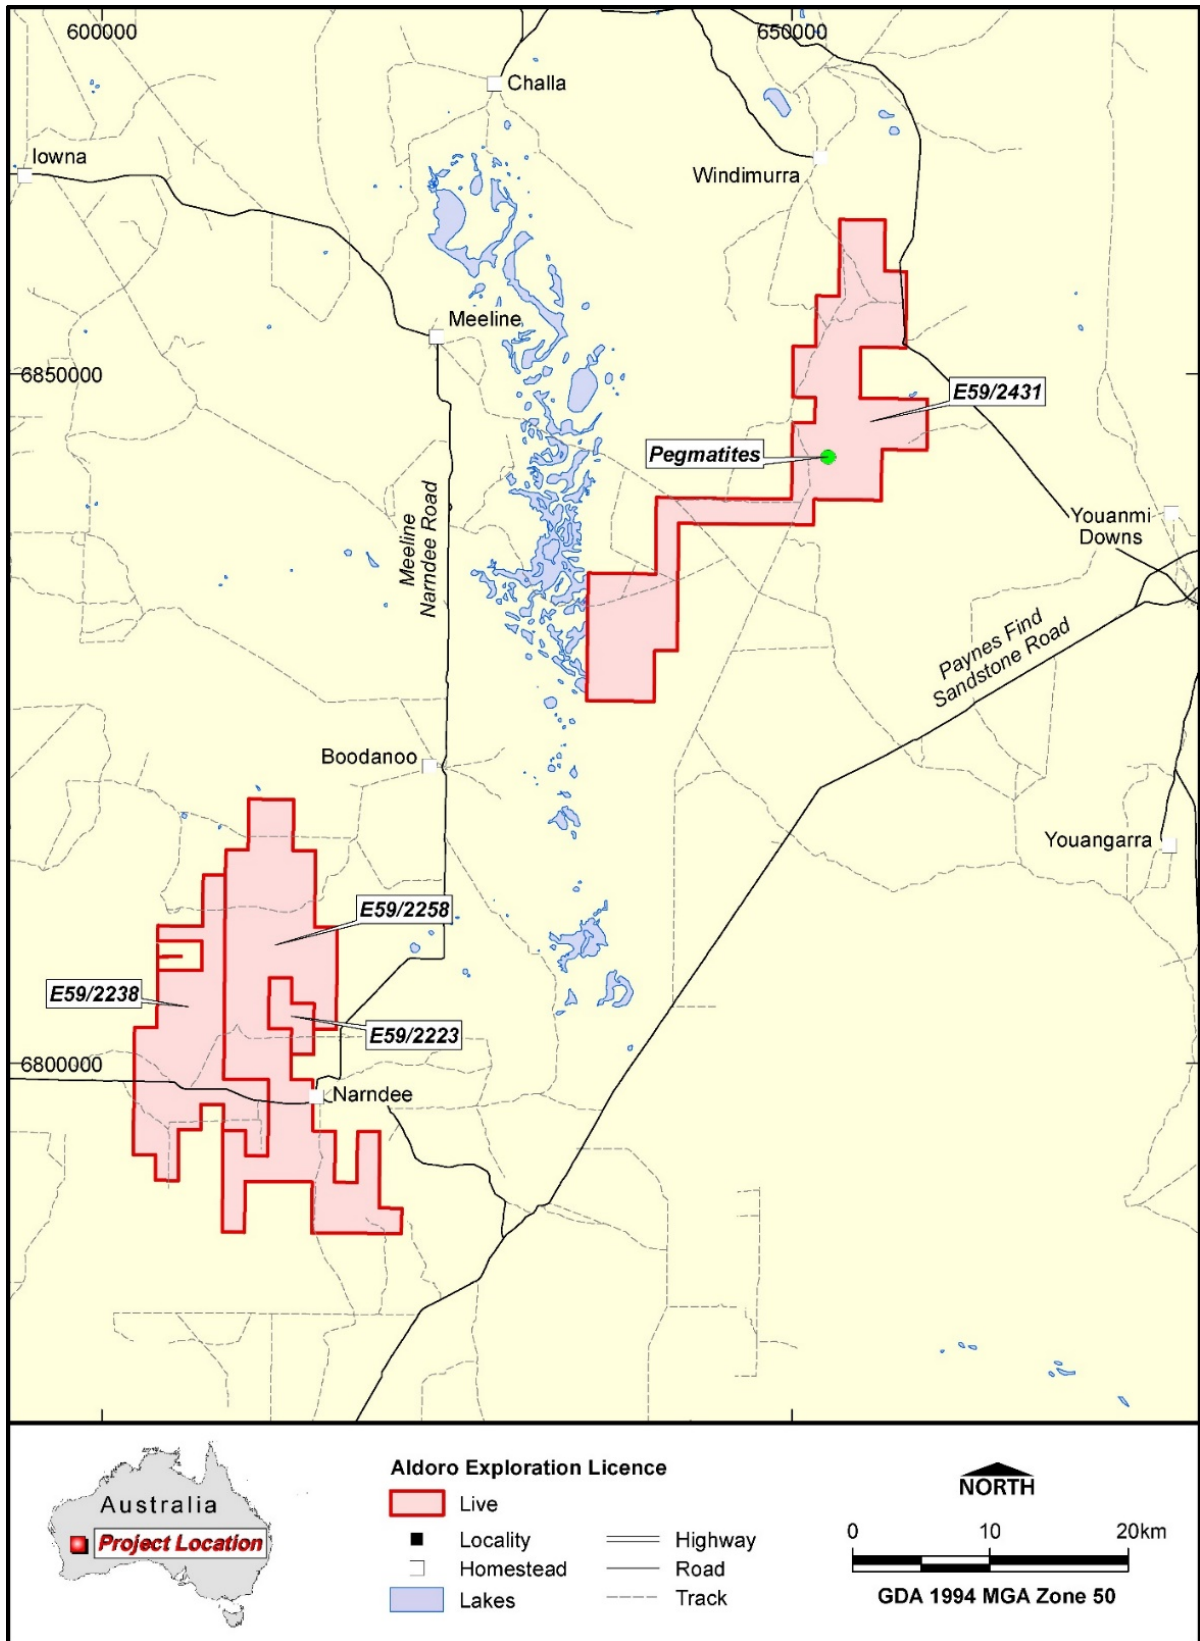 600000
650000
Challa
Iowna
Windimurra
Meeline
6850000
E59/2431
Pegmatites
Meeline
Narndee Road
Youanmi
Downs
Paynes Find
Sandstone Road
Boodanoo
Youangarra
E59/2258
E59/2238
E59/2223
6800000
Narndee
Australia
Project Location
Aldoro Exploration Licence
Live
Locality
Homestead
Lakes
Highway
Road
Track
NORTH
0 10 20km
GDA 1994 MGA Zone 50